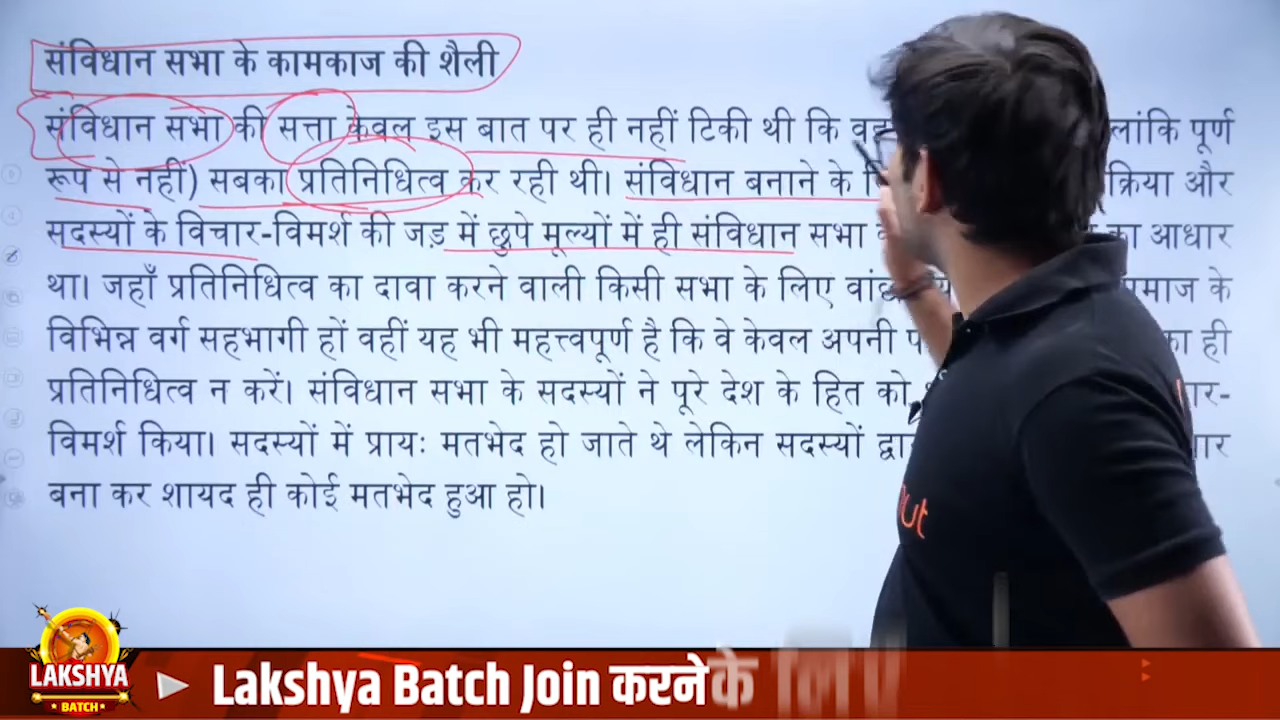 संविधान सभा के कामकाज की शैली
संविधान सभा की सत्ता केवल इस बात पर ही नहीं टिकी थी कि पूर्ण
रूप से नहीं) सबका प्रतिनिधित्व कर रही थी। संविधान बनाने के और
सदस्यों के विचार-विमर्श की जड़ में छुपे मूल्यों में ही संविधान सभा का आधार
था। जहाँ प्रतिनिधित्व का दावा करने वाली किसी सभा के लिए के
विभिन्न वर्ग सहभागी हों वहीं यह भी महत्त्वपूर्ण है कि वे केवल अपनी ही
प्रतिनिधित्व न करें। संविधान सभा के सदस्यों ने पूरे देश के हित को
विमर्श किया। सदस्यों में प्रायः मतभेद हो जाते थे लेकिन सदस्यों
बना कर शायद ही कोई मतभेद हुआ हो।
LAKSHYA
BATCH
Lakshya Batch Join करने के